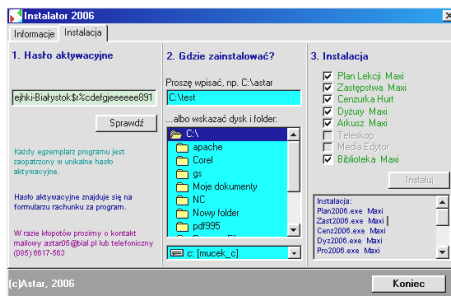 Instalator 2006
Informacje Instalacja
1. Hasło aktywacyjne
ejhki-Białystok:$i%cdefgjeeeeee891
Sprawdź
Każdy egzemplarz programu jest
zaopatrzony w unikalne hasło
aktywacyjne.
Hasło aktywacyjne znajduje się na
formularzu rachunku za program.
W razie kłopotów prosimy o kontakt
mailowy astar05@bial.pl lub telefoniczny
(085) 6617-563
2. Gdzie zainstalować?
Proszę wpisać, np. C:\astar
C:\test
...albo wskazać dysk i folder:
C:\
apache
Corel
gs
Moje dokumenty
NC
Nowy folder
pdf995
c: [mucek_c]
3. Instalacja
Plan Lekcji Maxi
Zastępstwa Maxi
Cenzurka Hurt
Dyżury Maxi
Arkusz Maxi
Teleskop
Media Edytor
Biblioteka Maxi
Instaluj
Instalacja:
Plan2006.exe Maxi
Zast2006.exe Maxi
Cenz2006.exe Maxi
Dyz2006.exe Maxi
Pro2006.exe Maxi
(c)Astar, 2006
Koniec